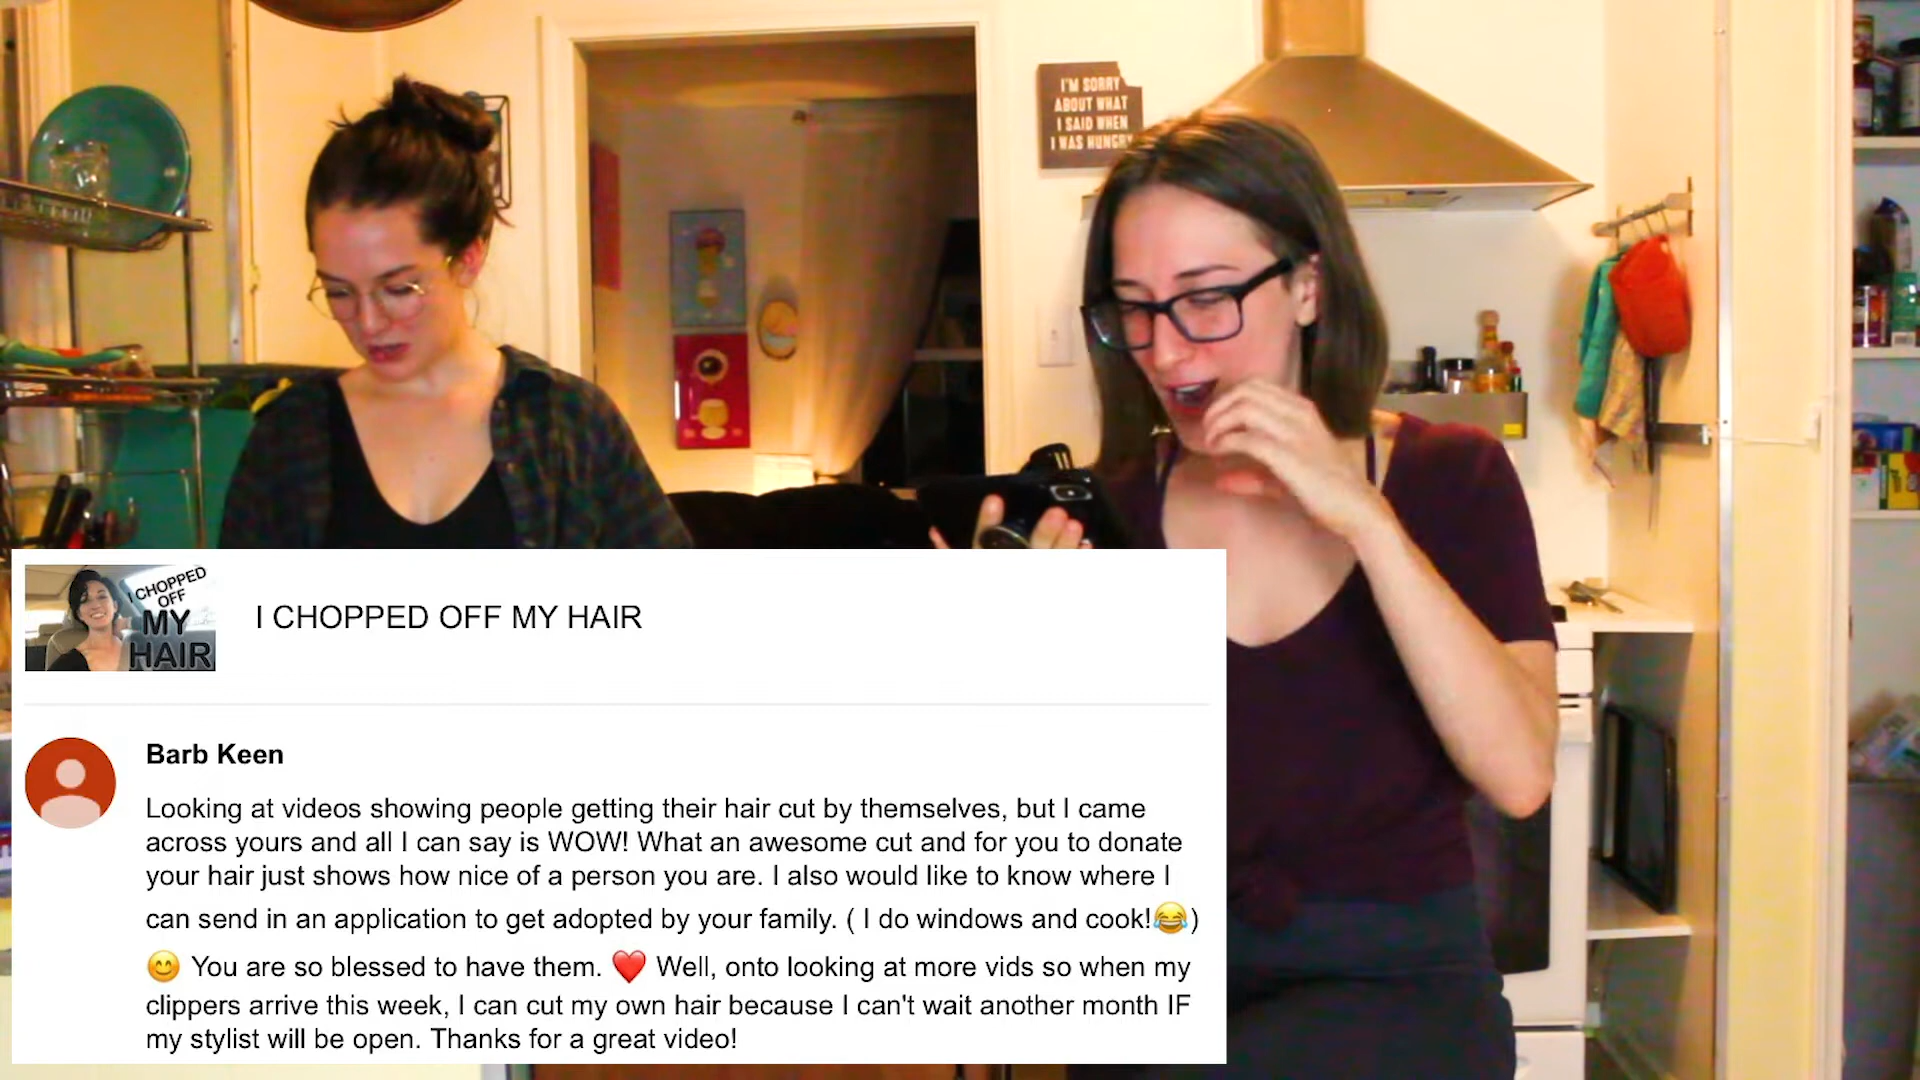 I'M SORRY
ABOUT WHAT
I SAID WHEN
I WAS HUNGRY
I CHOPPED
OFF
MY
HAIR
I CHOPPED OFF MY HAIR
Barb Keen
Looking at videos showing people getting their hair cut by themselves, but I came
across yours and all I can say is WOW! What an awesome cut and for you to donate
your hair just shows how nice of a person you are. I also would like to know where I
can send in an application to get adopted by your family. ( I do windows and cook!😂)
😊 You are so blessed to have them. ❤️ Well, onto looking at more vids so when my
clippers arrive this week, I can cut my own hair because I can't wait another month IF
my stylist will be open. Thanks for a great video!